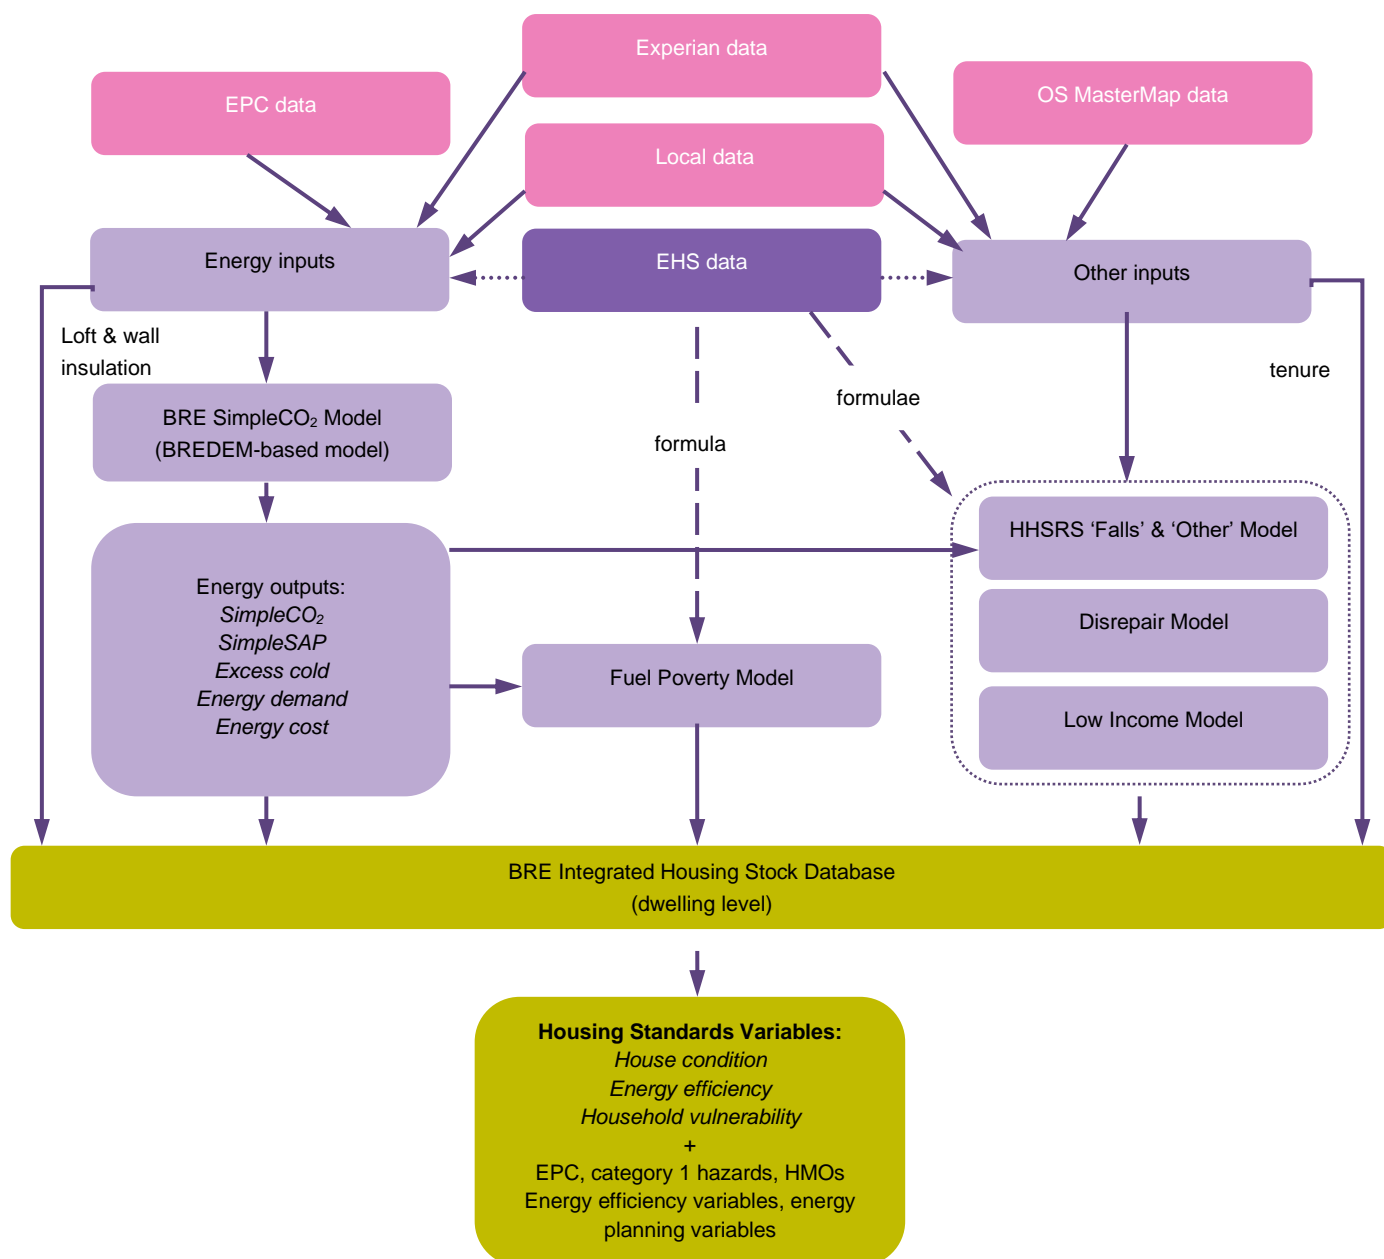 Experian data
EPC data
OS MasterMap data
Local data
Energy inputs
EHS data
Other inputs
Loft & wall
insulation
tenure
formulae
BRE SimpleCO₂ Model
(BREDEM-based model)
formula
HHSRS ‘Falls’ & ‘Other’ Model
Energy outputs:
SimpleCO₂
SimpleSAP
Excess cold
Energy demand
Energy cost
Disrepair Model
Fuel Poverty Model
Low Income Model
BRE Integrated Housing Stock Database
(dwelling level)
Housing Standards Variables:
House condition
Energy efficiency
Household vulnerability
+
EPC, category 1 hazards, HMOs
Energy efficiency variables, energy
planning variables